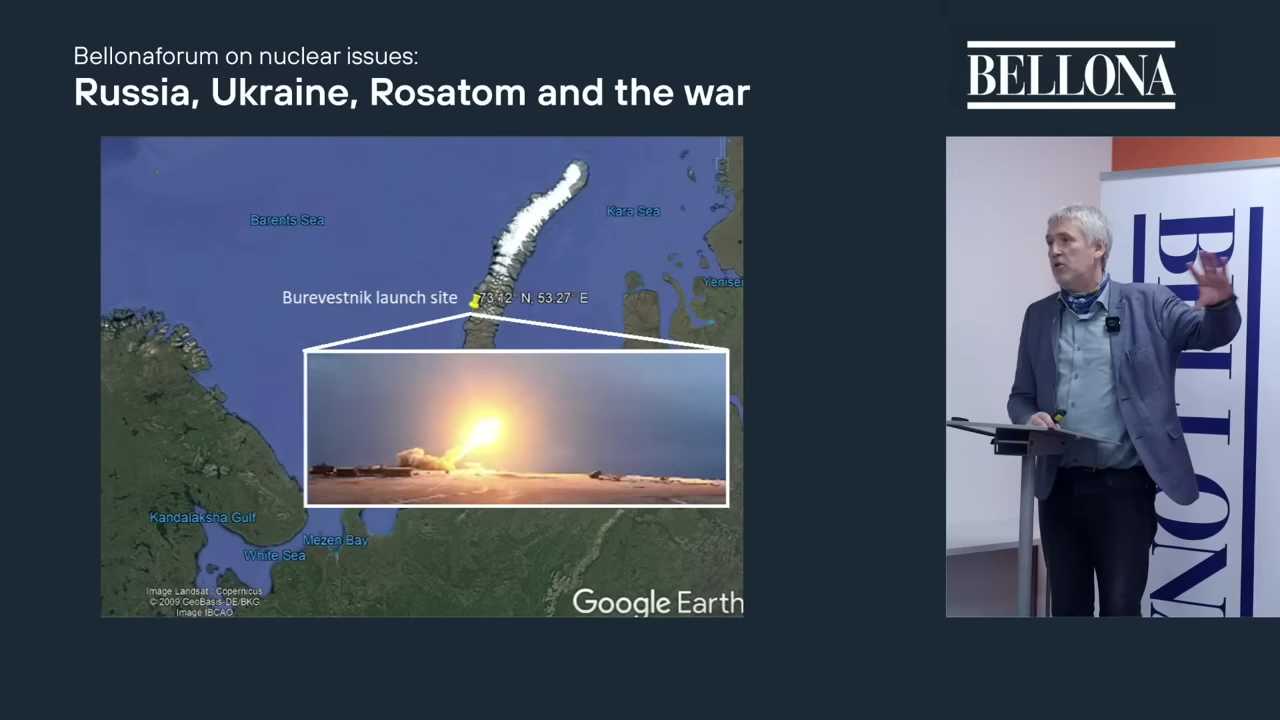 Bellonaforum on nuclear issues:
Russia, Ukraine, Rosatom and the war
BELLONA
Barents Sea
Kara Sea
Yenisei
Burevestnik launch site
73.12° N, 53.27° E
Kandalaksha Gulf
Mezen Bay
White Sea
Image Landsat / Copernicus
© 2009 GeoBasis-DE/BKG
Image IBCAO
Google Earth
BELLONA